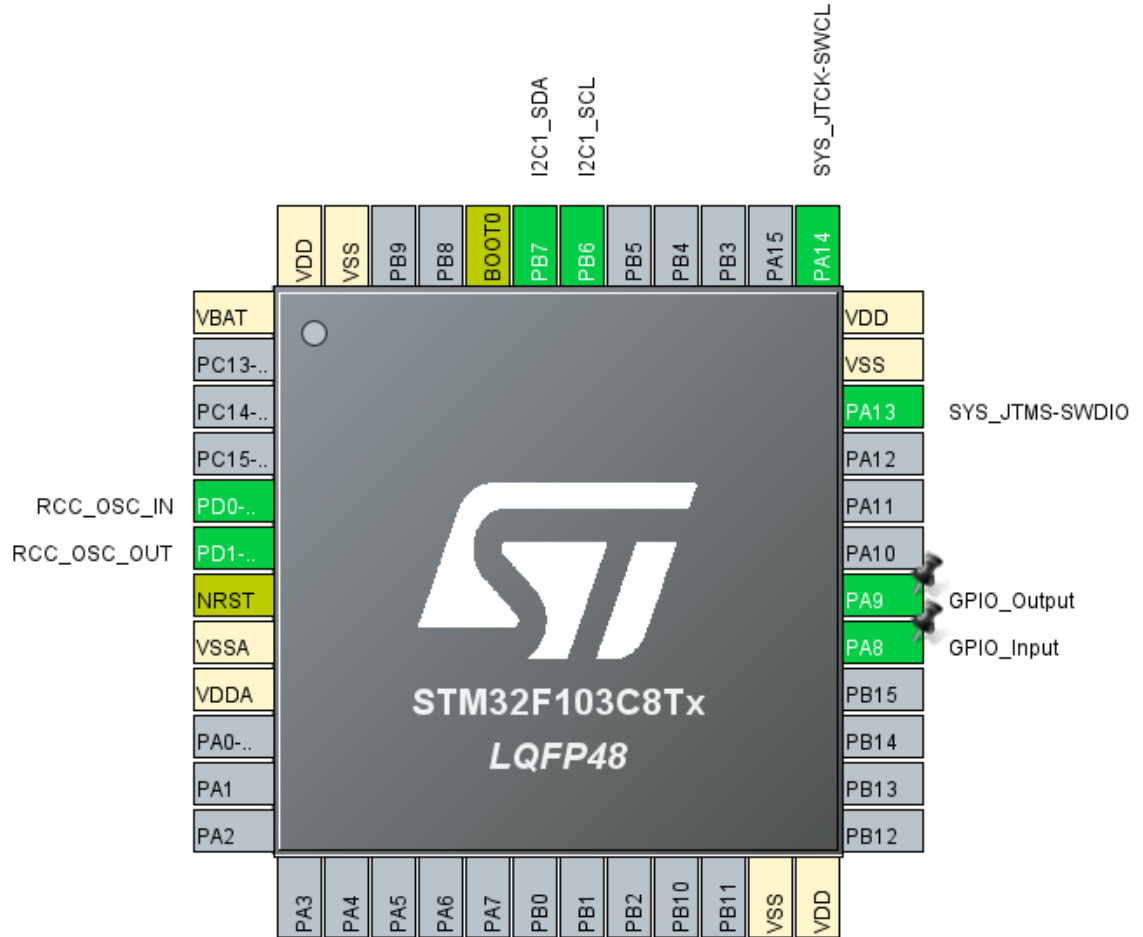 I2C1_SDA
I2C1_SCL
SYS_JTCK-SWCL
VDD
VSS
PB9
PB8
BOOT0
PB7
PB6
PB5
PB4
PB3
PA15
PA14
VBAT
PC13-..
PC14-..
PC15-..
RCC_OSC_IN PD0-..
RCC_OSC_OUT PD1-..
NRST
VSSA
VDDA
PA0-..
PA1
PA2
VDD
VSS
PA13 SYS_JTMS-SWDIO
PA12
PA11
PA10
PA9 GPIO_Output
PA8 GPIO_Input
PB15
PB14
PB13
PB12
ST
STM32F103C8Tx
LQFP48
PA3
PA4
PA5
PA6
PA7
PB0
PB1
PB2
PB10
PB11
VSS
VDD